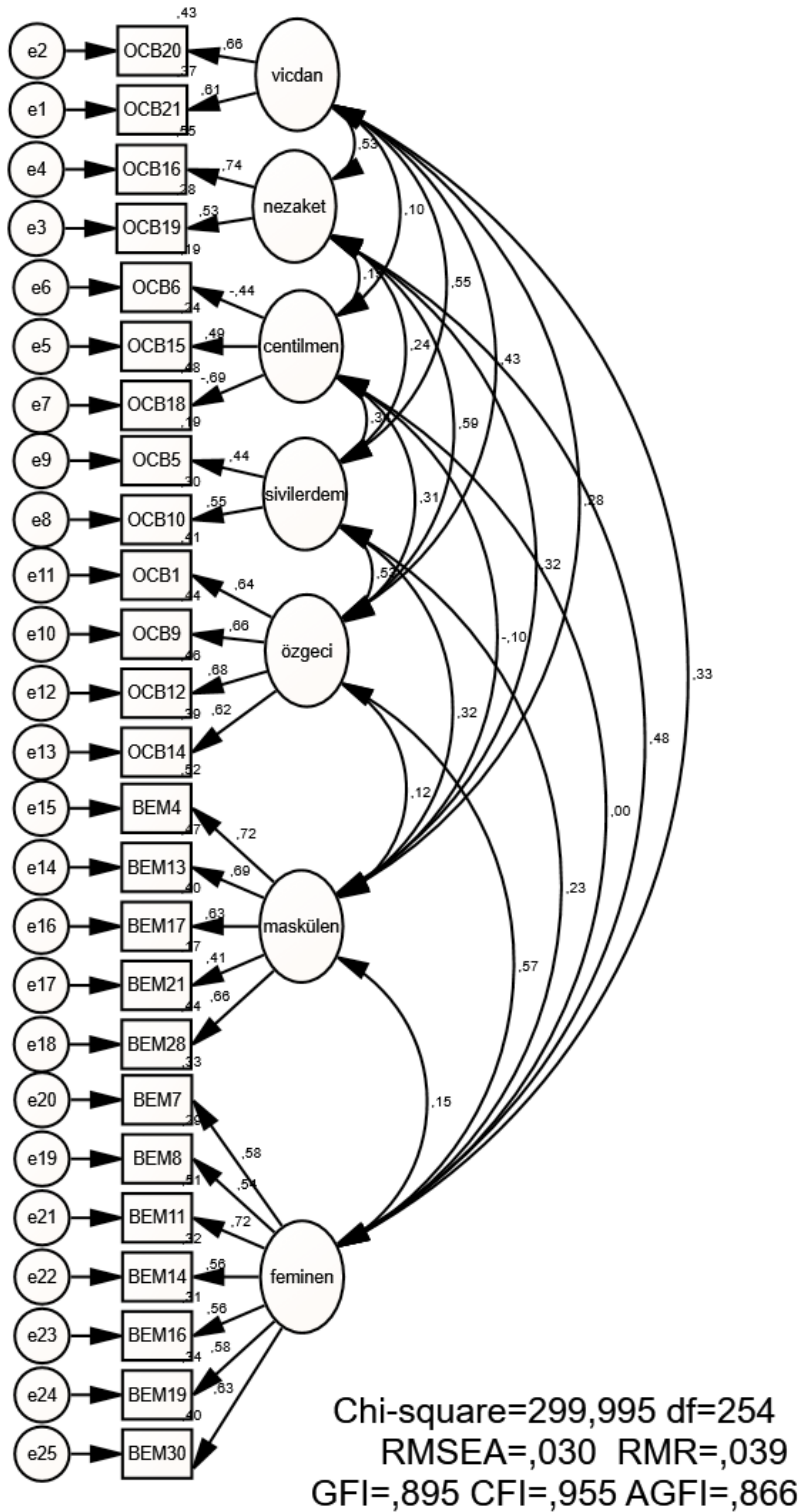 ,43
e2 OCB20 ,66 vicdan
,37
e1 OCB21 ,61
,55
,53
e4 OCB16 ,74
,28
nezaket ,10
e3 OCB19 ,53
,19
e6 OCB6 -,44 ,55
,24
e5 OCB15 ,49 centilmen ,24 ,43
,48
e7 OCB18 -,69
,19
,59
e9 OCB5 ,44
,30
sivilerdem ,31 ,28
e8 OCB10 ,55
,41
,32
e11 OCB1 ,64
,44
e10 OCB9 ,66 özgeci -,10
,46
e12 OCB12 ,68 ,33
,39
e13 OCB14 ,62 ,32 ,48
,52
,12
e15 BEM4 ,72 ,00
,47
e14 BEM13 ,69 ,23
,40
e16 BEM17 ,63 maskülen
,17
e17 BEM21 ,41 ,57
,44
e18 BEM28 ,66
,33
e20 BEM7 ,15
,29
e19 BEM8 ,58
,51
,54
e21 BEM11 ,72
,32
e22 BEM14 ,56 feminen
,31
e23 BEM16 ,56
,34
e24 BEM19 ,58
,63
,40
e25 BEM30
Chi-square=299,995 df=254
RMSEA=,030 RMR=,039
GFI=,895 CFI=,955 AGFI=,866